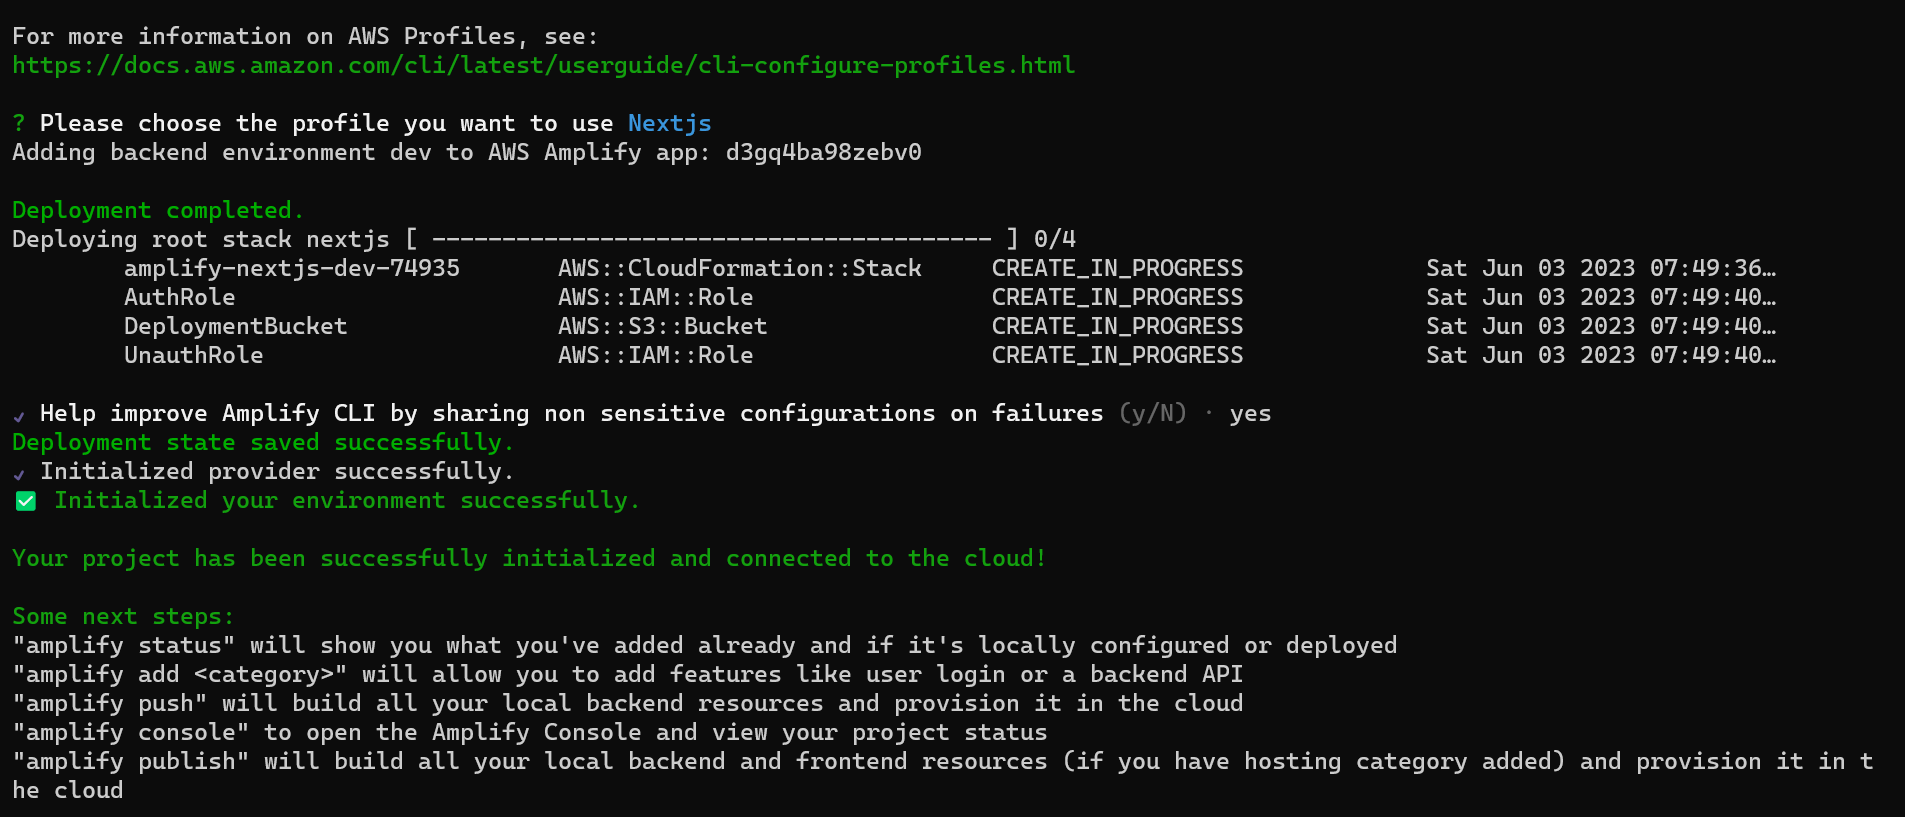 For more information on AWS Profiles, see:
https://docs.aws.amazon.com/cli/latest/userguide/cli-configure-profiles.html
? Please choose the profile you want to use Nextjs
Adding backend environment dev to AWS Amplify app: d3gq4ba98zebv0
Deployment completed.
Deploying root stack nextjs [ ---------------------------------------- ] 0/4
amplify-nextjs-dev-74935 AWS::CloudFormation::Stack CREATE_IN_PROGRESS Sat Jun 03 2023 07:49:36…
AuthRole AWS::IAM::Role CREATE_IN_PROGRESS Sat Jun 03 2023 07:49:40…
DeploymentBucket AWS::S3::Bucket CREATE_IN_PROGRESS Sat Jun 03 2023 07:49:40…
UnauthRole AWS::IAM::Role CREATE_IN_PROGRESS Sat Jun 03 2023 07:49:40…
✔ Help improve Amplify CLI by sharing non sensitive configurations on failures (y/N) · yes
Deployment state saved successfully.
✔ Initialized provider successfully.
✅ Initialized your environment successfully.
Your project has been successfully initialized and connected to the cloud!
Some next steps:
"amplify status" will show you what you've added already and if it's locally configured or deployed
"amplify add <category>" will allow you to add features like user login or a backend API
"amplify push" will build all your local backend resources and provision it in the cloud
"amplify console" to open the Amplify Console and view your project status
"amplify publish" will build all your local backend and frontend resources (if you have hosting category added) and provision it in t
he cloud